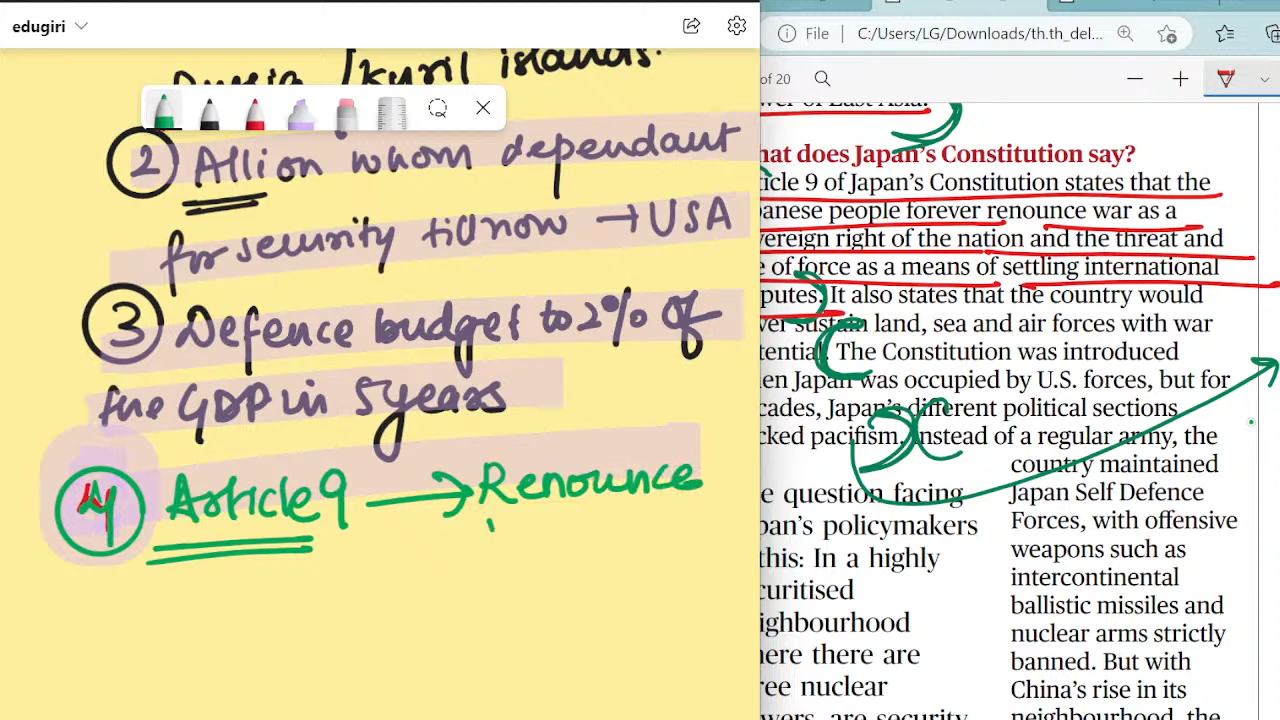 edugiri
Russia / kuril islands.
2 Alli on whom dependant
for security till now → USA
3 Defence budget to 2% of
the GDP in 5 years
4 Article 9 → Renounce
File C:/Users/LG/Downloads/th.th_del...
of 20
wer of East Asia.
hat does Japan's Constitution say?
icle 9 of Japan's Constitution states that the
panese people forever renounce war as a
vereign right of the nation and the threat and
e of force as a means of settling international
putes. It also states that the country would
ver sustain land, sea and air forces with war
tential. The Constitution was introduced
en Japan was occupied by U.S. forces, but for
cades, Japan's different political sections
cked pacifism. Instead of a regular army, the
country maintained
Japan Self Defence
Forces, with offensive
weapons such as
intercontinental
ballistic missiles and
nuclear arms strictly
banned. But with
China's rise in its
neighbourhood, the
e question facing
pan's policymakers
this: In a highly
curitised
ighbourhood
here there are
ree nuclear
wers, are security